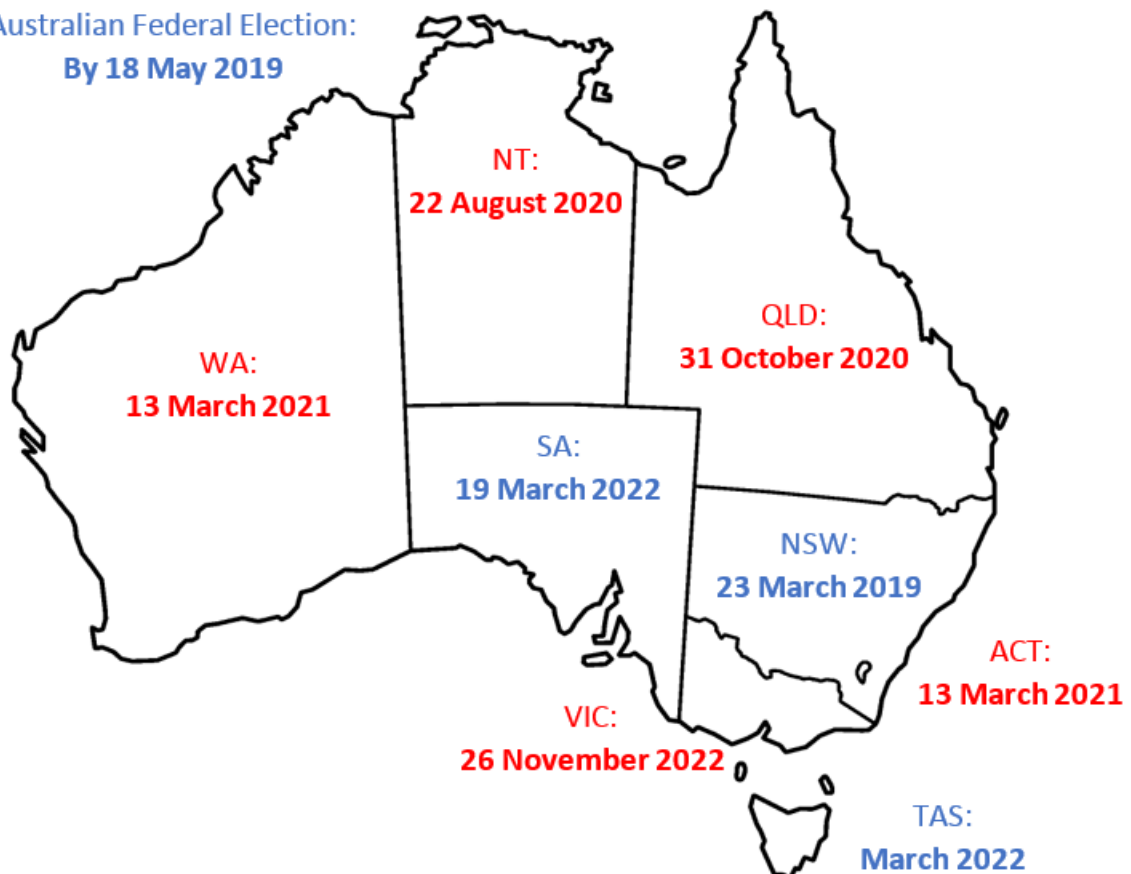 Australian Federal Election:
By 18 May 2019
NT:
22 August 2020
QLD:
31 October 2020
WA:
13 March 2021
SA:
19 March 2022
NSW:
23 March 2019
ACT:
13 March 2021
VIC:
26 November 2022
TAS:
March 2022